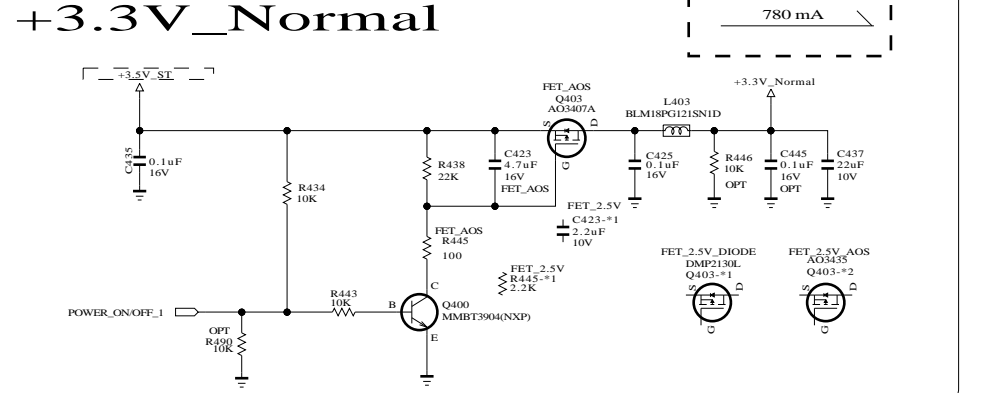 +3.3V_Normal
780 mA
+3.5V_ST
+3.3V_Normal
FET_AOS
Q403
AO3407A
S
D
G
L403
BLM18PG121SN1D
C435
0.1uF
16V
R434
10K
R438
22K
C423
4.7uF
16V
FET_AOS
C425
0.1uF
16V
R446
10K
OPT
C445
0.1uF
16V
OPT
C437
22uF
10V
FET_2.5V
C423-*1
2.2uF
10V
FET_AOS
R445
100
FET_2.5V
R445-*1
2.2K
FET_2.5V_DIODE
DMP2130L
Q403-*1
S
D
G
FET_2.5V_AOS
AO3435
Q403-*2
S
D
G
POWER_ON/OFF_1
R443
10K
B
C
E
Q400
MMBT3904(NXP)
OPT
R490
10K